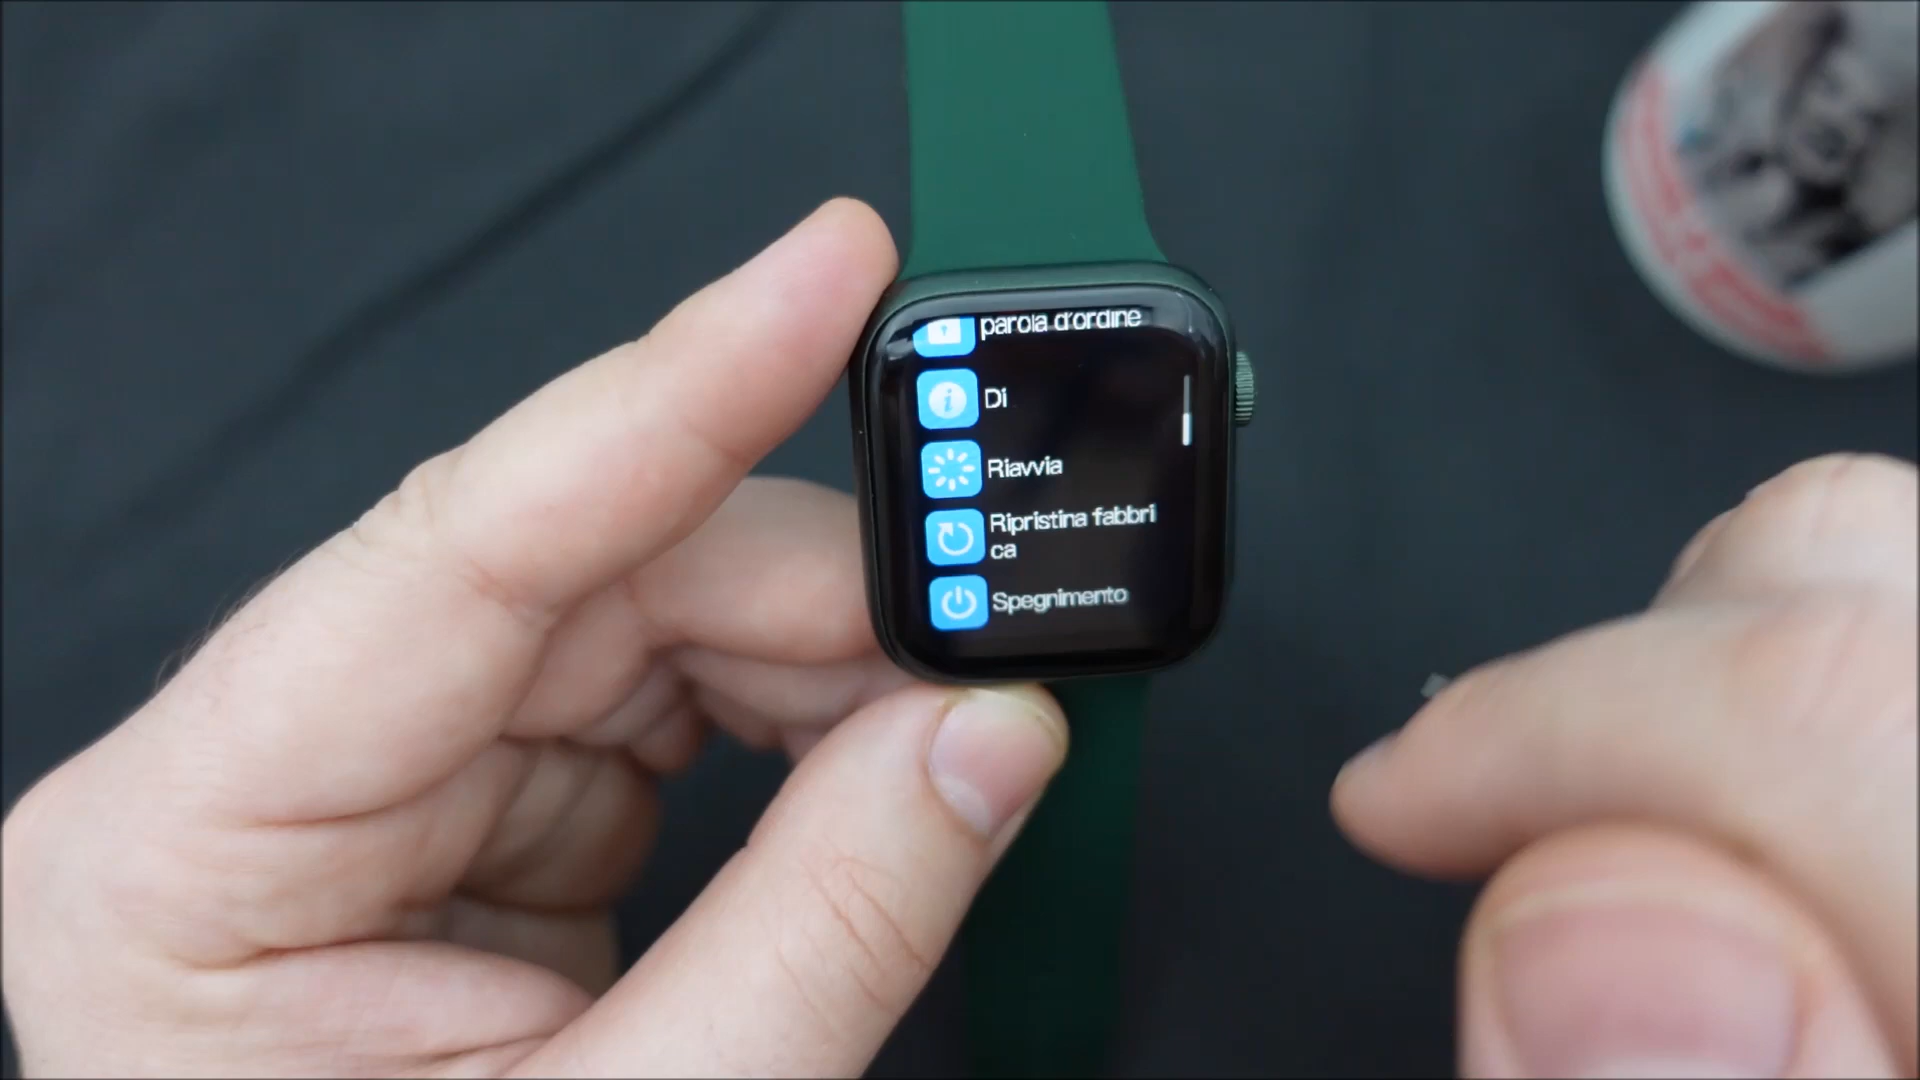 parola d'ordine
Di
Riavvia
Ripristina fabbri
ca
Spegnimento